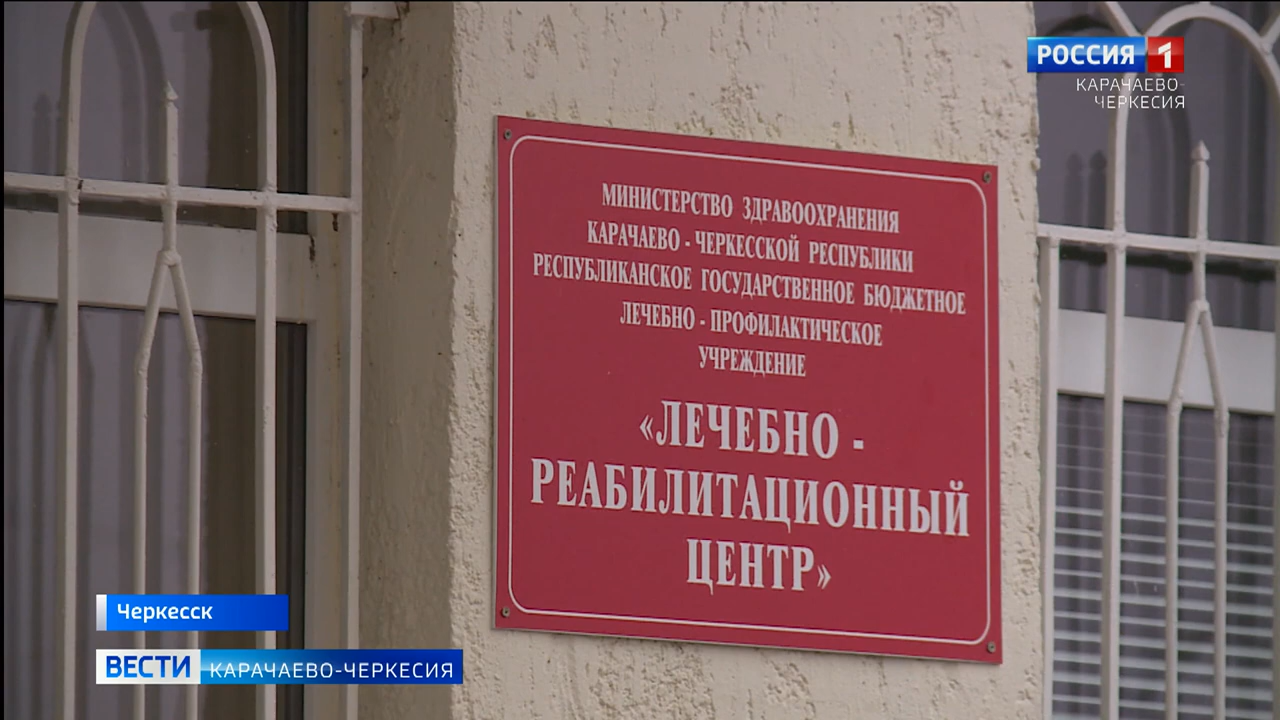 РОССИЯ 1
КАРАЧАЕВО-
ЧЕРКЕСИЯ
МИНИСТЕРСТВО ЗДРАВООХРАНЕНИЯ
КАРАЧАЕВО - ЧЕРКЕССКОЙ РЕСПУБЛИКИ
РЕСПУБЛИКАНСКОЕ ГОСУДАРСТВЕННОЕ БЮДЖЕТНОЕ
ЛЕЧЕБНО - ПРОФИЛАКТИЧЕСКОЕ
УЧРЕЖДЕНИЕ
«ЛЕЧЕБНО -
РЕАБИЛИТАЦИОННЫЙ
ЦЕНТР»
Черкесск
ВЕСТИ КАРАЧАЕВО-ЧЕРКЕСИЯ